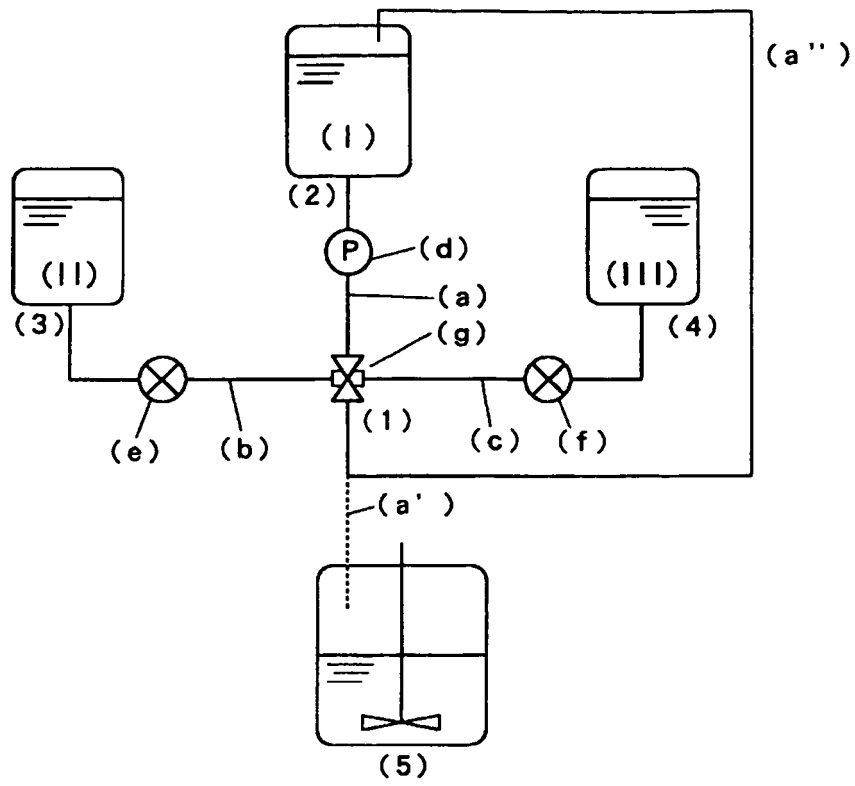 (a'')
(I)
(2)
P
(d)
(II)
(III)
(a)
(3)
(4)
(g)
(1)
(e)
(b)
(c)
(f)
(a')
(5)